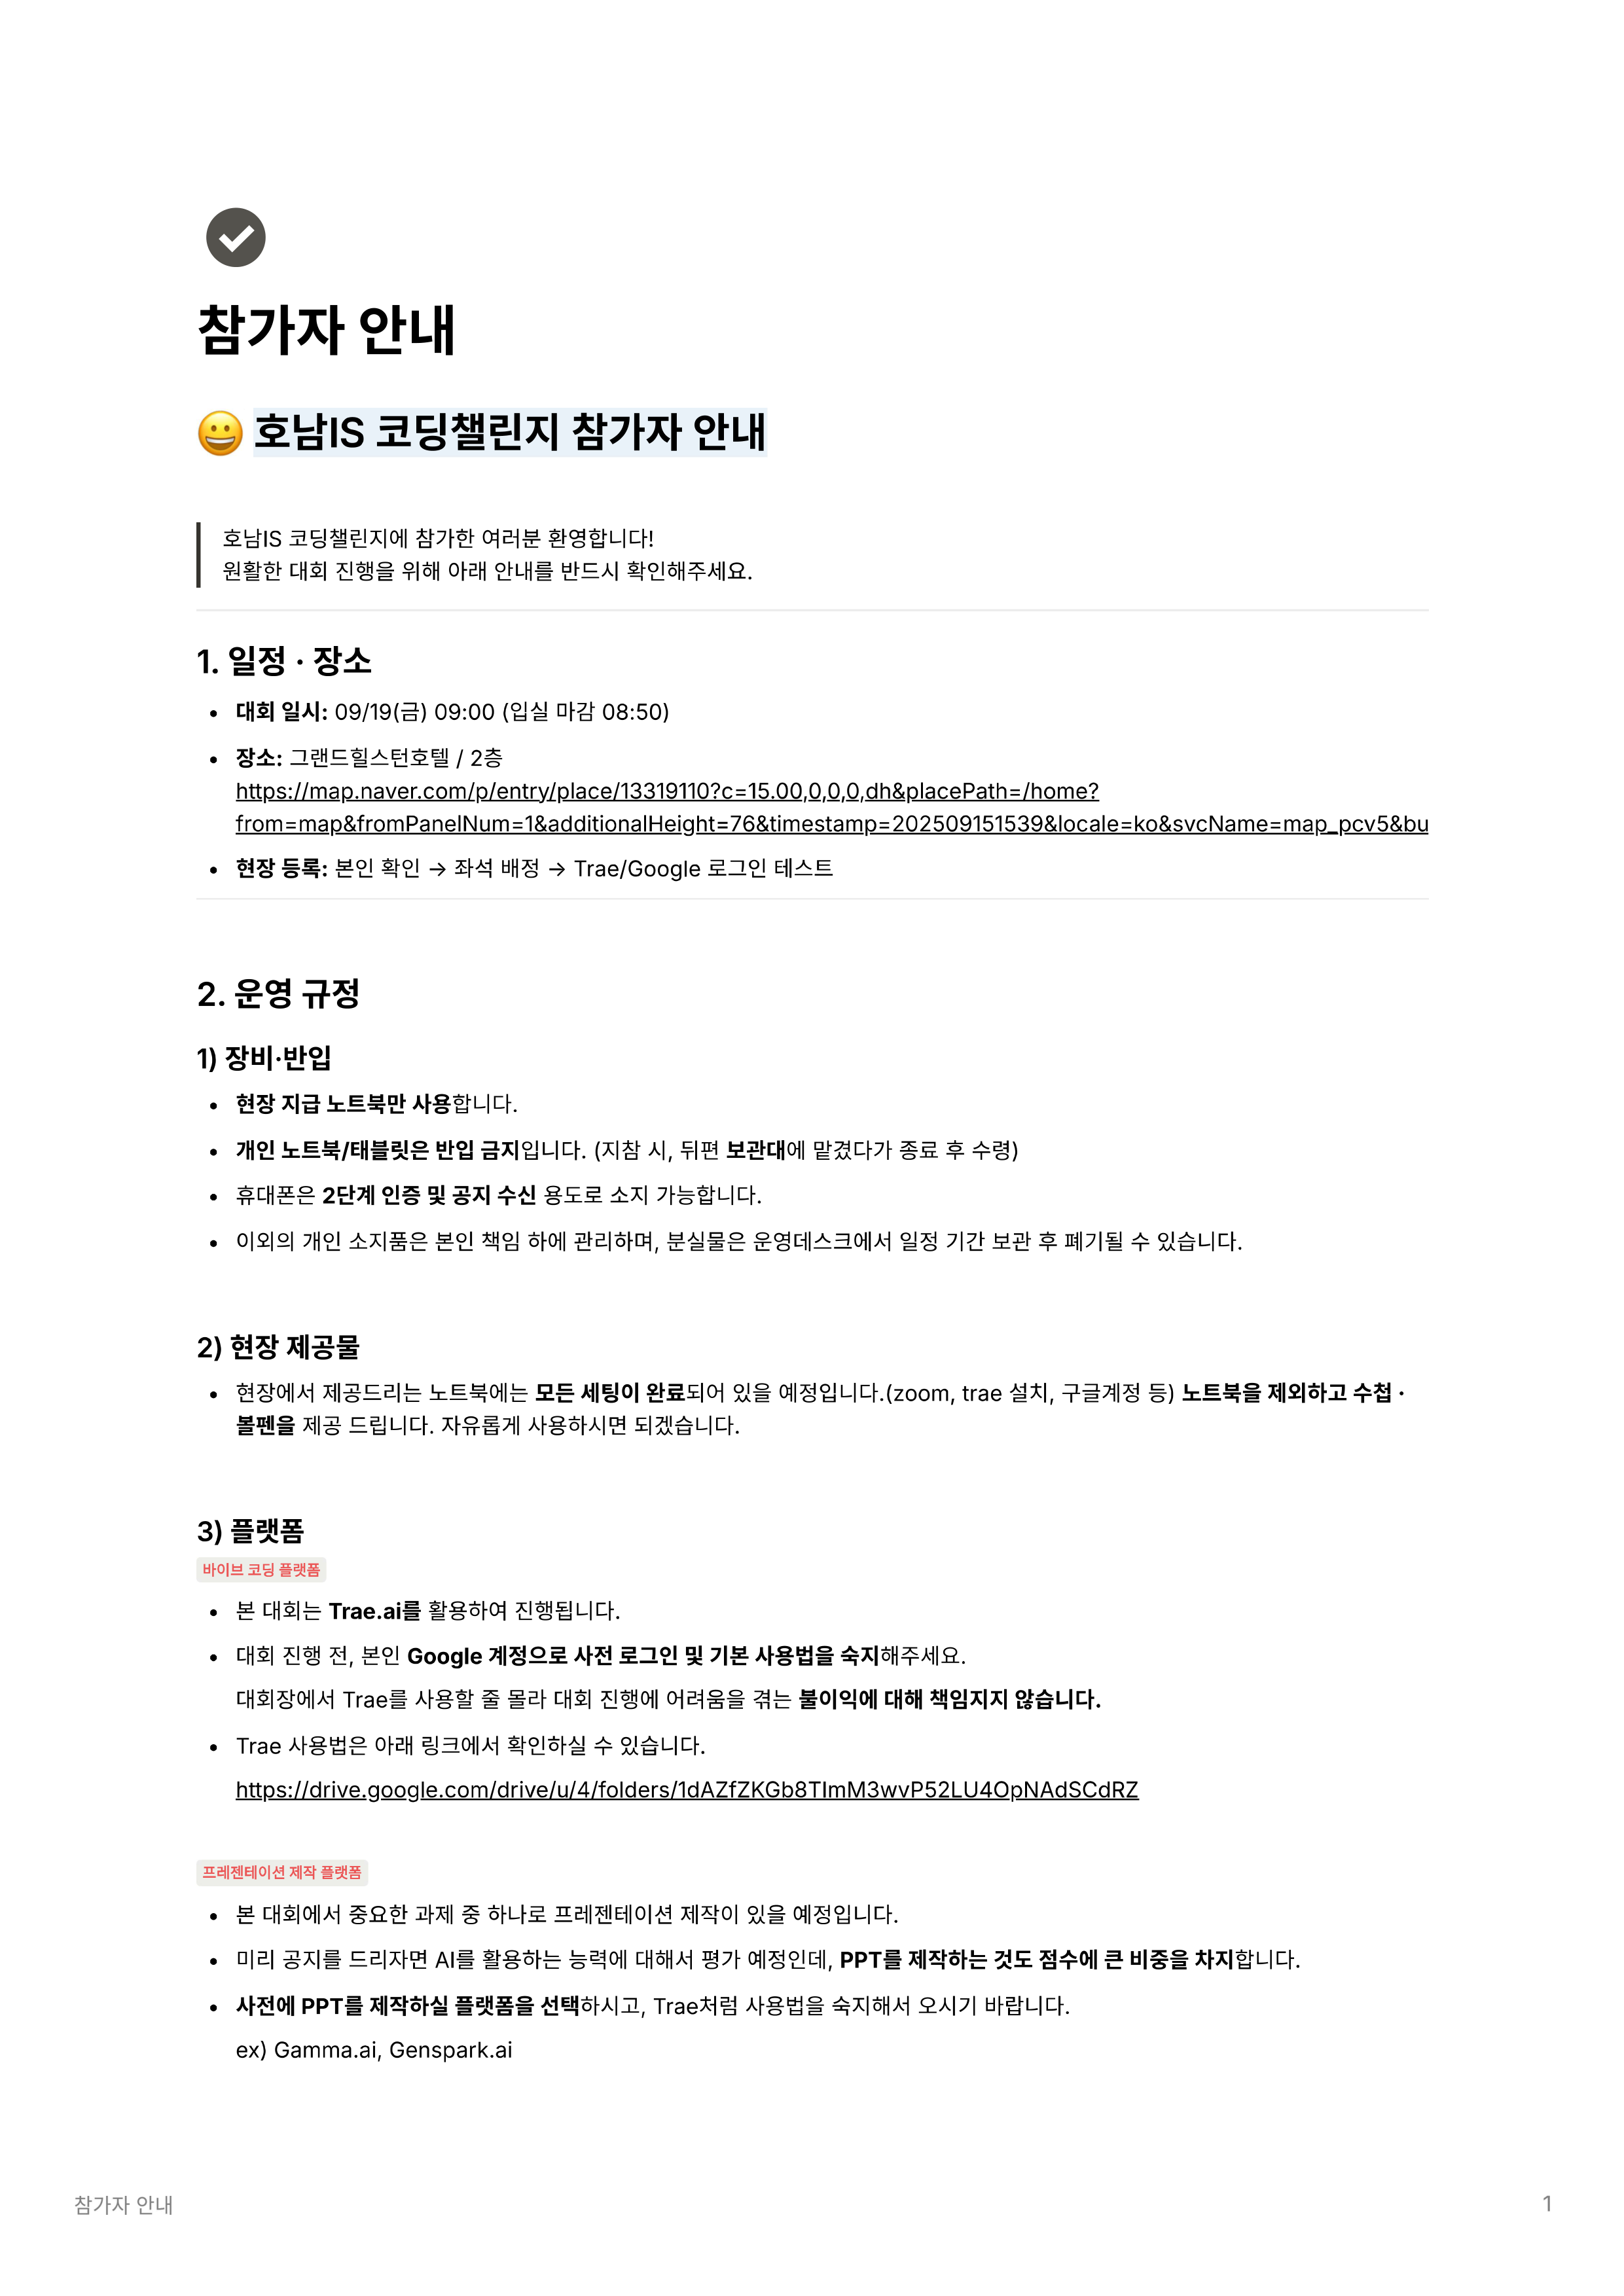 참가자 안내
호남IS 코딩챌린지 참가자 안내
호남IS 코딩챌린지에 참가한 여러분 환영합니다!
원활한 대회 진행을 위해 아래 안내를 반드시 확인해주세요.
1. 일정 · 장소
• 대회 일시: 09/19(금) 09:00 (입실 마감 08:50)
• 장소: 그랜드힐스턴호텔 / 2층
https://map.naver.com/p/entry/place/13319110?c=15.00,0,0,0,dh&placePath=/home?
from=map&fromPanelNum=1&additionalHeight=76&timestamp=202509151539&locale=ko&svcName=map_pcv5&bu
• 현장 등록: 본인 확인 → 좌석 배정 → Trae/Google 로그인 테스트
2. 운영 규정
1) 장비·반입
• 현장 지급 노트북만 사용합니다.
• 개인 노트북/태블릿은 반입 금지입니다. (지참 시, 뒤편 보관대에 맡겼다가 종료 후 수령)
• 휴대폰은 2단계 인증 및 공지 수신 용도로 소지 가능합니다.
• 이외의 개인 소지품은 본인 책임 하에 관리하며, 분실물은 운영데스크에서 일정 기간 보관 후 폐기될 수 있습니다.
2) 현장 제공물
• 현장에서 제공드리는 노트북에는 모든 세팅이 완료되어 있을 예정입니다.(zoom, trae 설치, 구글계정 등) 노트북을 제외하고 수첩 ·
볼펜을 제공 드립니다. 자유롭게 사용하시면 되겠습니다.
3) 플랫폼
바이브 코딩 플랫폼
• 본 대회는 Trae.ai를 활용하여 진행됩니다.
• 대회 진행 전, 본인 Google 계정으로 사전 로그인 및 기본 사용법을 숙지해주세요.
대회장에서 Trae를 사용할 줄 몰라 대회 진행에 어려움을 겪는 불이익에 대해 책임지지 않습니다.
• Trae 사용법은 아래 링크에서 확인하실 수 있습니다.
https://drive.google.com/drive/u/4/folders/1dAZfZKGb8TImM3wvP52LU4OpNAdSCdRZ
프레젠테이션 제작 플랫폼
• 본 대회에서 중요한 과제 중 하나로 프레젠테이션 제작이 있을 예정입니다.
• 미리 공지를 드리자면 AI를 활용하는 능력에 대해서 평가 예정인데, PPT를 제작하는 것도 점수에 큰 비중을 차지합니다.
• 사전에 PPT를 제작하실 플랫폼을 선택하시고, Trae처럼 사용법을 숙지해서 오시기 바랍니다.
ex) Gamma.ai, Genspark.ai
참가자 안내
1